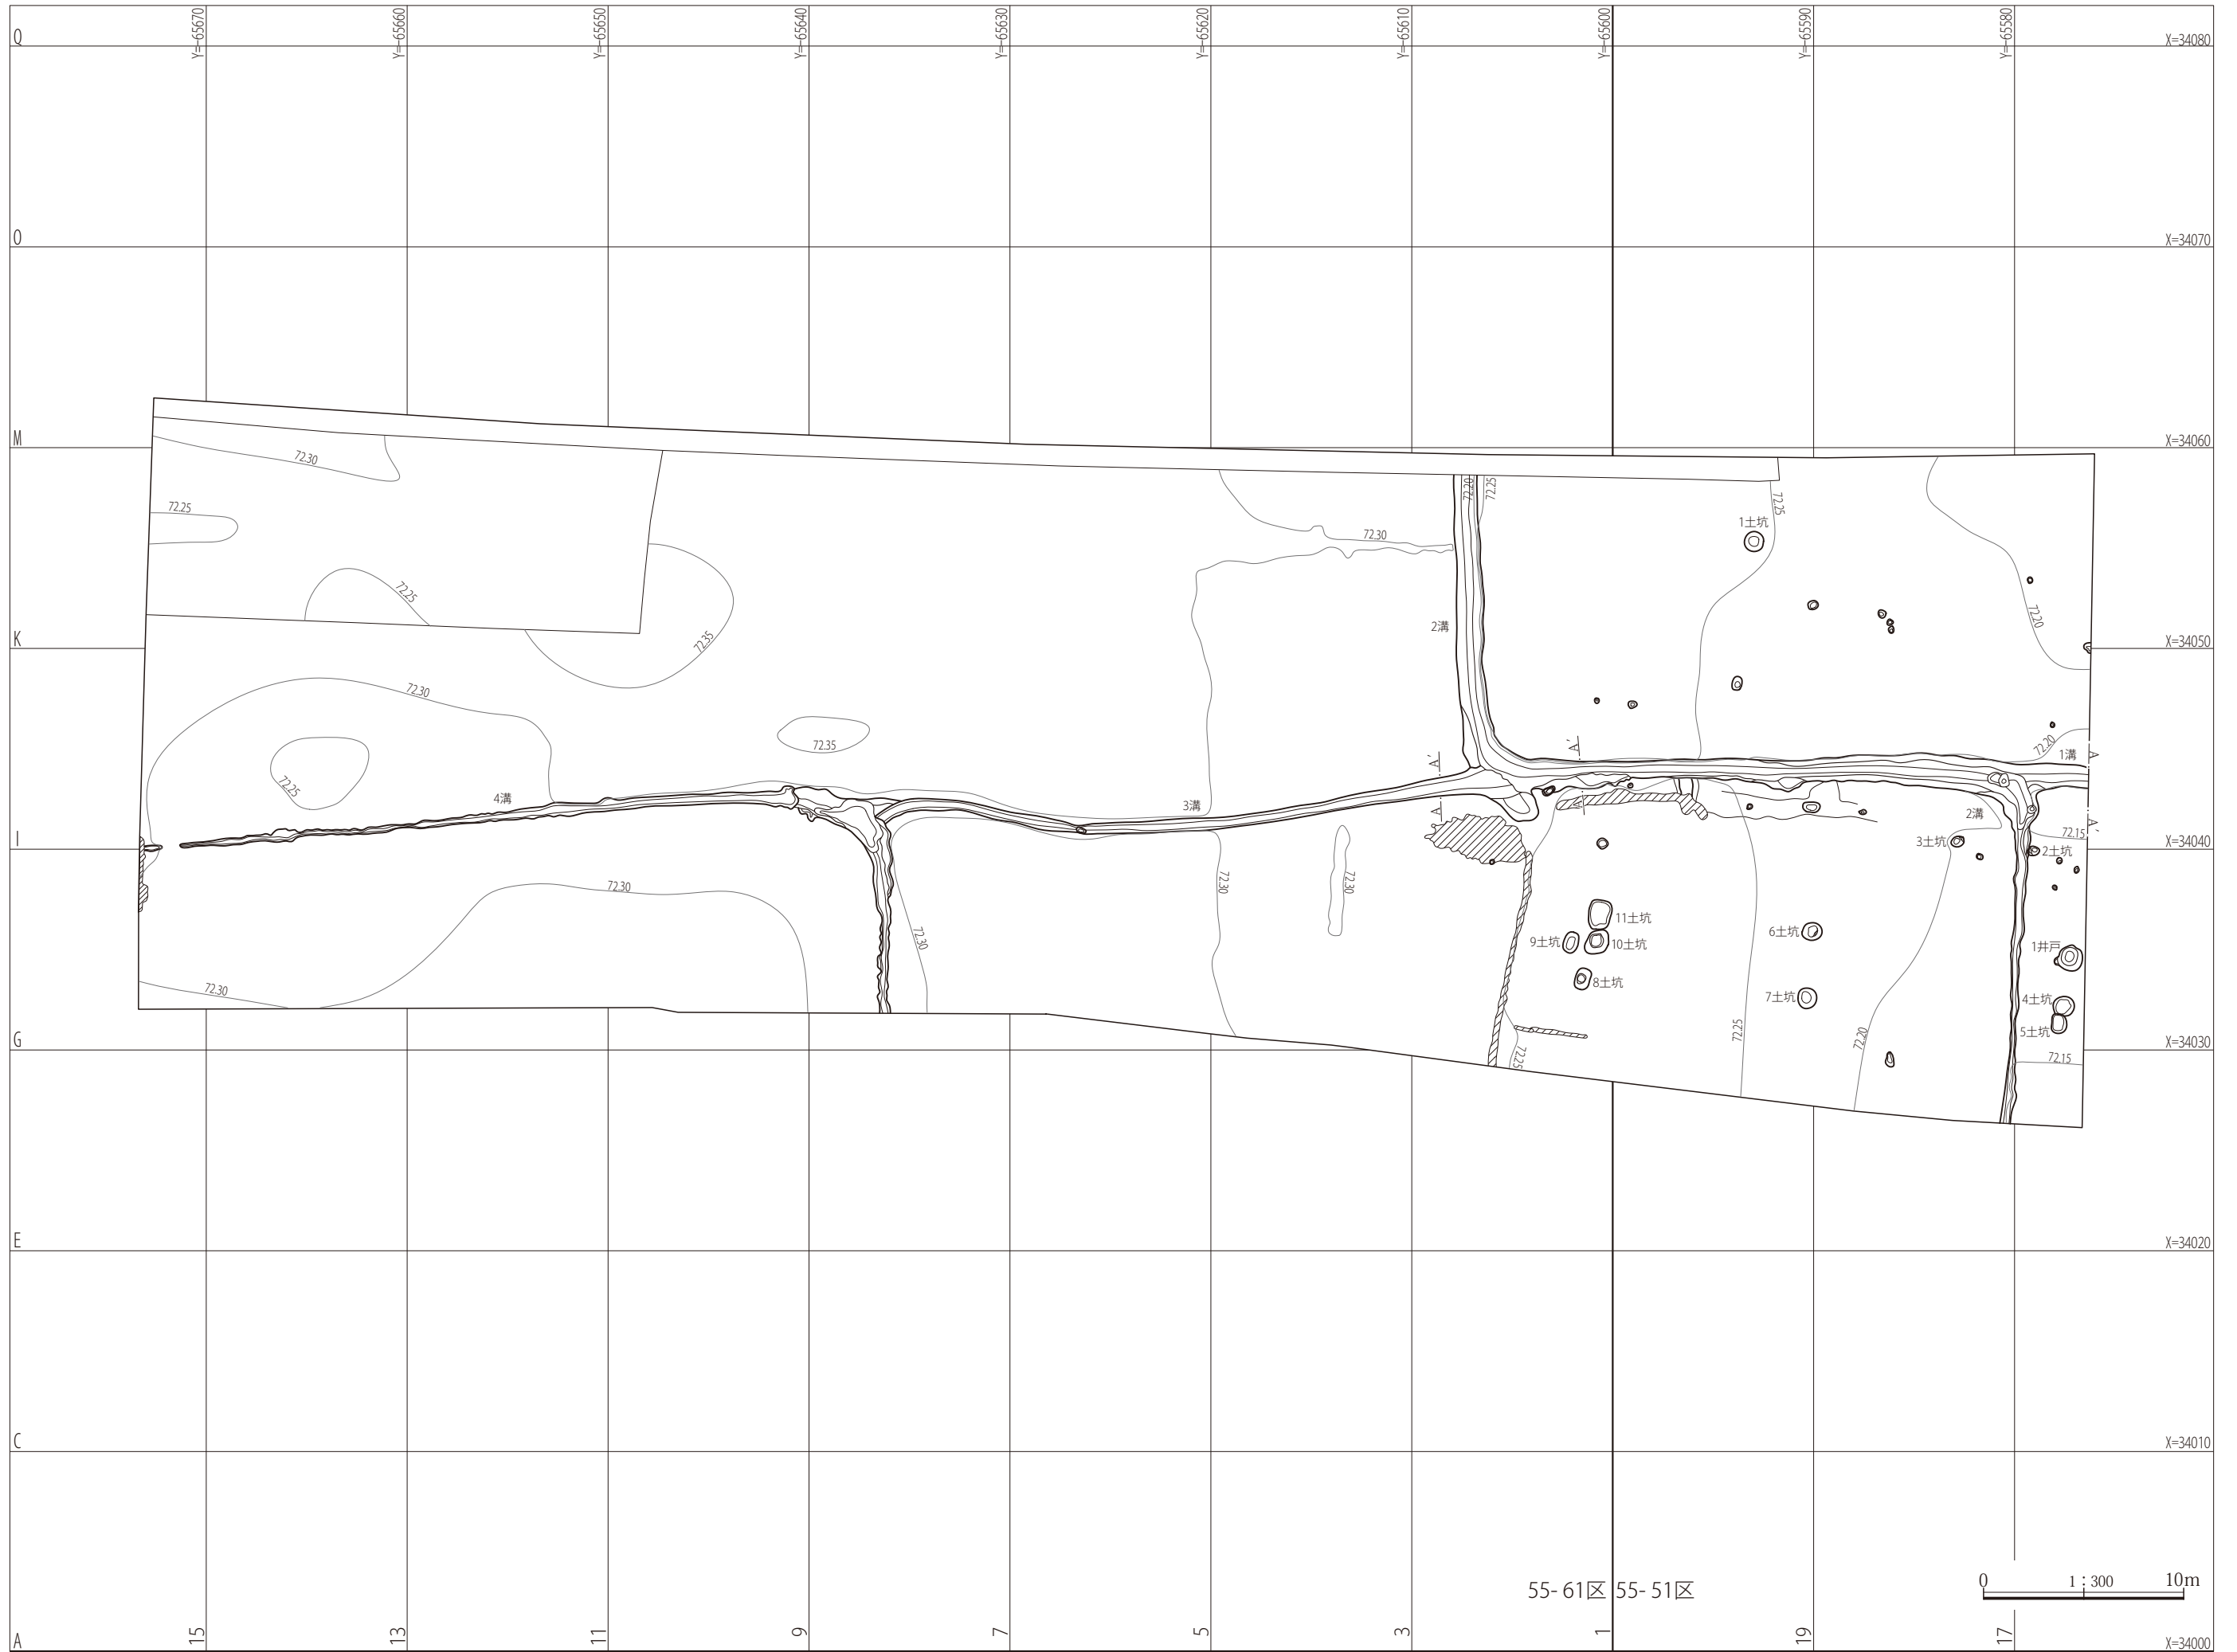 Y=-65670
Y=-65660
Y=-65650
Y=-65640
Y=-65630
Y=-65620
Y=-65610
Y=-65600
Y=-65590
Y=-65580
Q
X=34080
O
X=34070
M
X=34060
72.30
72.25
72.25
72.20
72.25
72.25
1土坑
72.30
72.20
K
2溝
72.35
X=34050
72.30
72.35
72.25
A´
A´
72.20
1溝
A
4溝
3溝
A
A
2溝
A´
72.15
I
3土坑
2土坑
X=34040
72.30
72.30
72.30
72.30
11土坑
9土坑
10土坑
6土坑
1井戸
8土坑
72.30
7土坑
4土坑
5土坑
72.25
72.20
G
72.25
72.15
X=34030
E
X=34020
C
X=34010
55-61区
55-51区
0
1：300
10m
15
13
11
9
7
5
3
1
19
17
A
X=34000